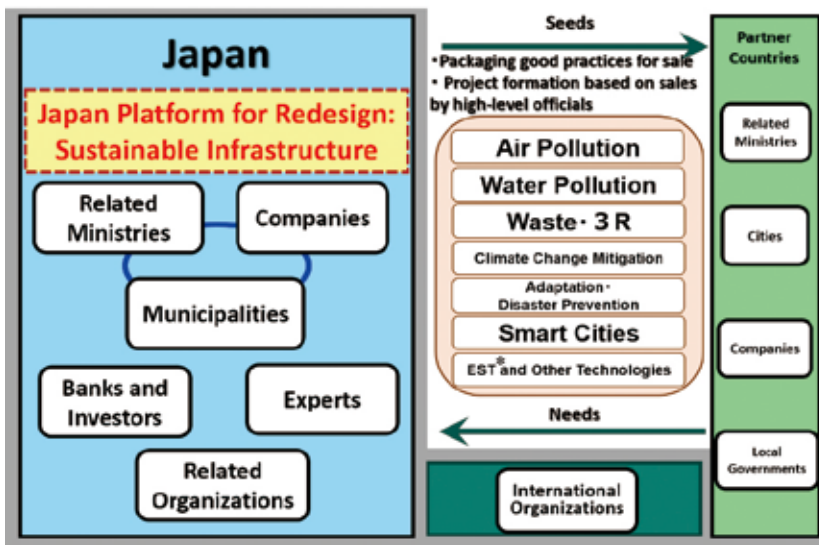 Japan
Japan Platform for Redesign:
Sustainable Infrastructure
Related
Ministries
Companies
Municipalities
Banks and
Investors
Experts
Related
Organizations
Seeds
・Packaging good practices for sale
・ Project formation based on sales
by high-level officials
Air Pollution
Water Pollution
Waste・ 3 R
Climate Change Mitigation
Adaptation・
Disaster Prevention
Smart Cities
EST※and Other Technologies
Needs
International
Organizations
Partner
Countries
Related
Ministries
Cities
Companies
Local
Governments